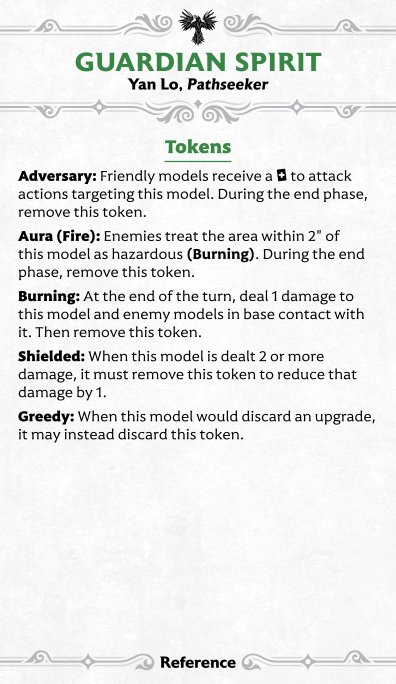 GUARDIAN SPIRIT
Yan Lo, Pathseeker
Tokens
Adversary: Friendly models receive a to attack
actions targeting this model. During the end phase,
remove this token.
Aura (Fire): Enemies treat the area within 2" of
this model as hazardous (Burning). During the end
phase, remove this token.
Burning: At the end of the turn, deal 1 damage to
this model and enemy models in base contact with
it. Then remove this token.
Shielded: When this model is dealt 2 or more
damage, it must remove this token to reduce that
damage by 1.
Greedy: When this model would discard an upgrade,
it may instead discard this token.
Reference